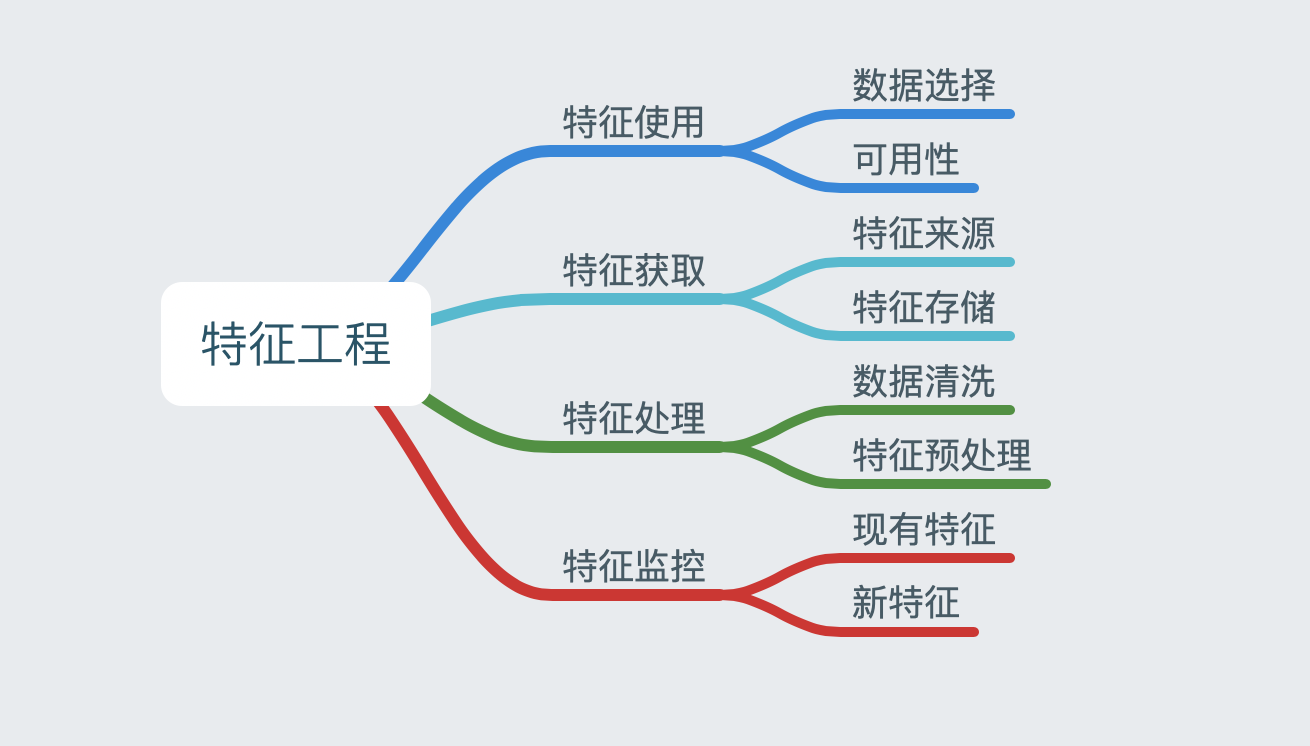 特征工程
特征使用
数据选择
可用性
特征获取
特征来源
特征存储
特征处理
数据清洗
特征预处理
特征监控
现有特征
新特征